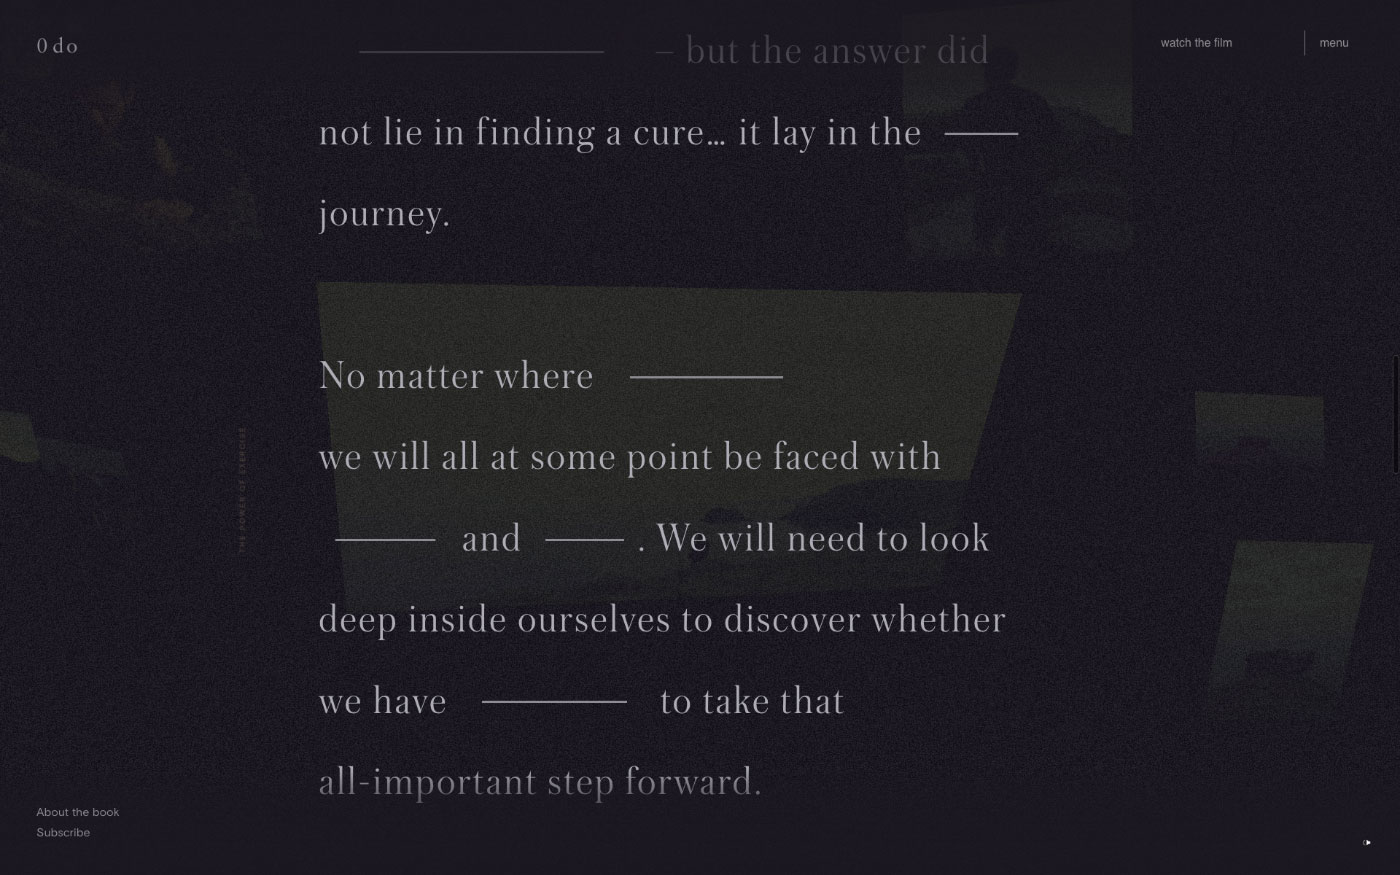 0 do
watch the film
menu
– but the answer did
not lie in finding a cure... it lay in the
journey.
No matter where
we will all at some point be faced with
and . We will need to look
THE POWER OF EXERCISE
deep inside ourselves to discover whether
we have to take that
all-important step forward.
About the book
Subscribe